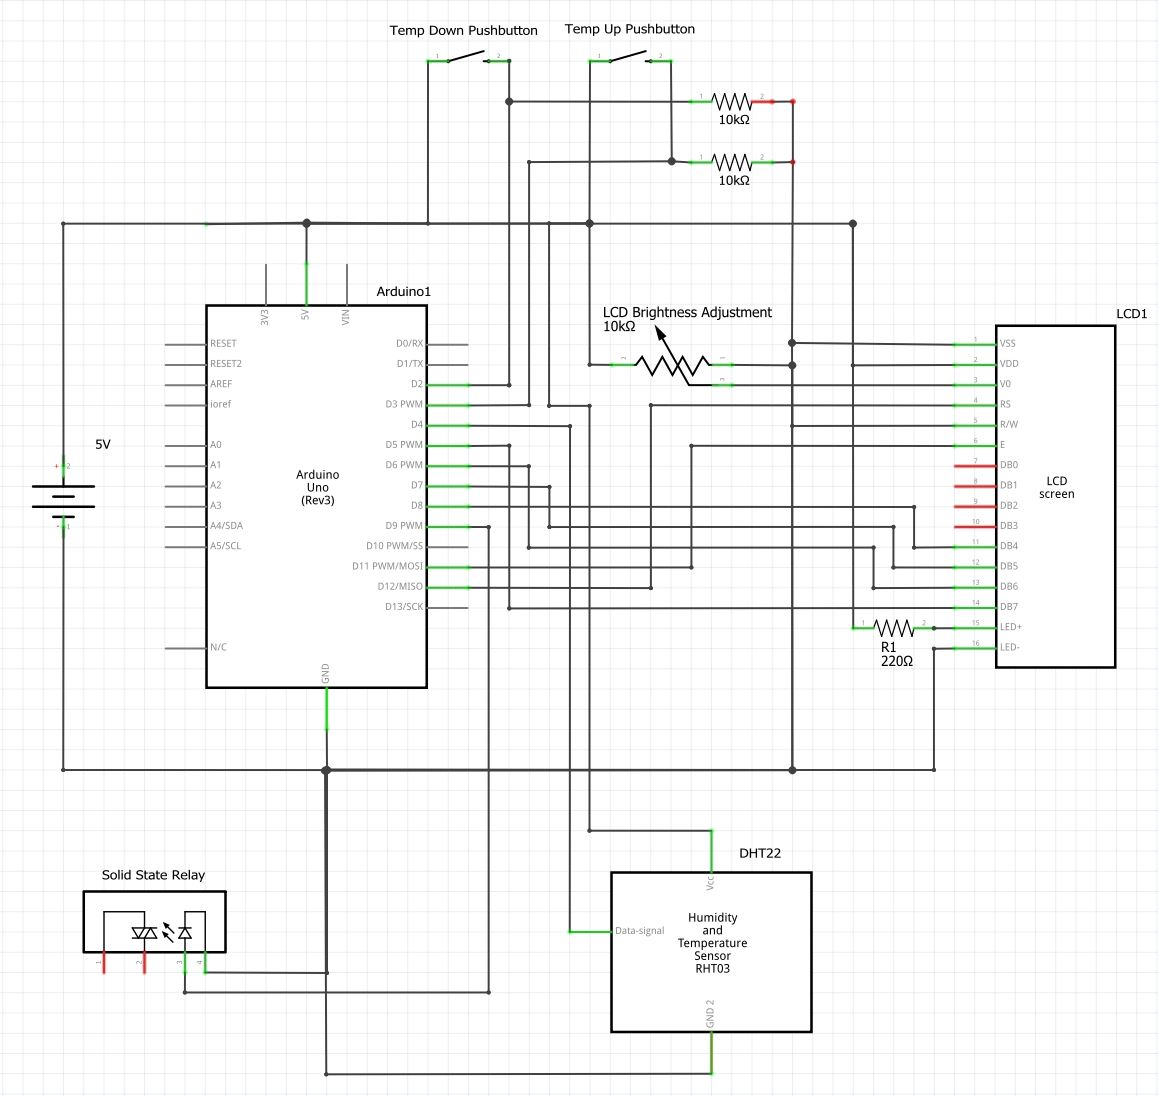 Temp Down Pushbutton
Temp Up Pushbutton
1
2
1
2
1
2
10kΩ
1
2
10kΩ
Arduino1
3V3
5V
VIN
RESET
RESET2
AREF
ioref
A0
A1
A2
A3
A4/SDA
A5/SCL
N/C
Arduino
Uno
(Rev3)
D0/RX
D1/TX
D2
D3 PWM
D4
D5 PWM
D6 PWM
D7
D8
D9 PWM
D10 PWM/SS
D11 PWM/MOSI
D12/MISO
D13/SCK
GND
5V
+ 2
- 1
LCD Brightness Adjustment
10kΩ
2
1
3
LCD1
1 VSS
2 VDD
3 V0
4 RS
5 R/W
6 E
7 DB0
8 DB1
9 DB2
10 DB3
11 DB4
12 DB5
13 DB6
14 DB7
15 LED+
16 LED-
LCD
screen
1
2
R1
220Ω
Solid State Relay
1
2
3
4
DHT22
Vcc
Data-signal
Humidity
and
Temperature
Sensor
RHT03
GND 2